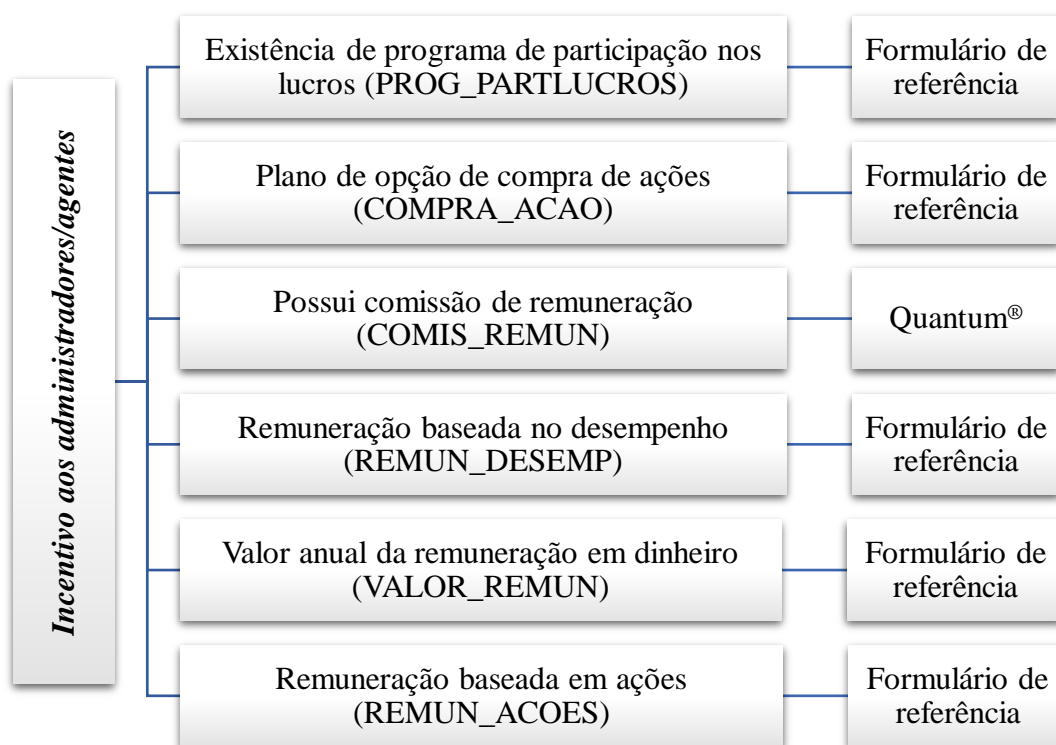 Incentivo aos administradores/agentes
Existência de programa de participação nos
lucros (PROG_PARTLUCROS)
Formulário de
referência
Plano de opção de compra de ações
(COMPRA_ACAO)
Formulário de
referência
Possui comissão de remuneração
(COMIS_REMUN)
Quantum®
Remuneração baseada no desempenho
(REMUN_DESEMP)
Formulário de
referência
Valor anual da remuneração em dinheiro
(VALOR_REMUN)
Formulário de
referência
Remuneração baseada em ações
(REMUN_ACOES)
Formulário de
referência